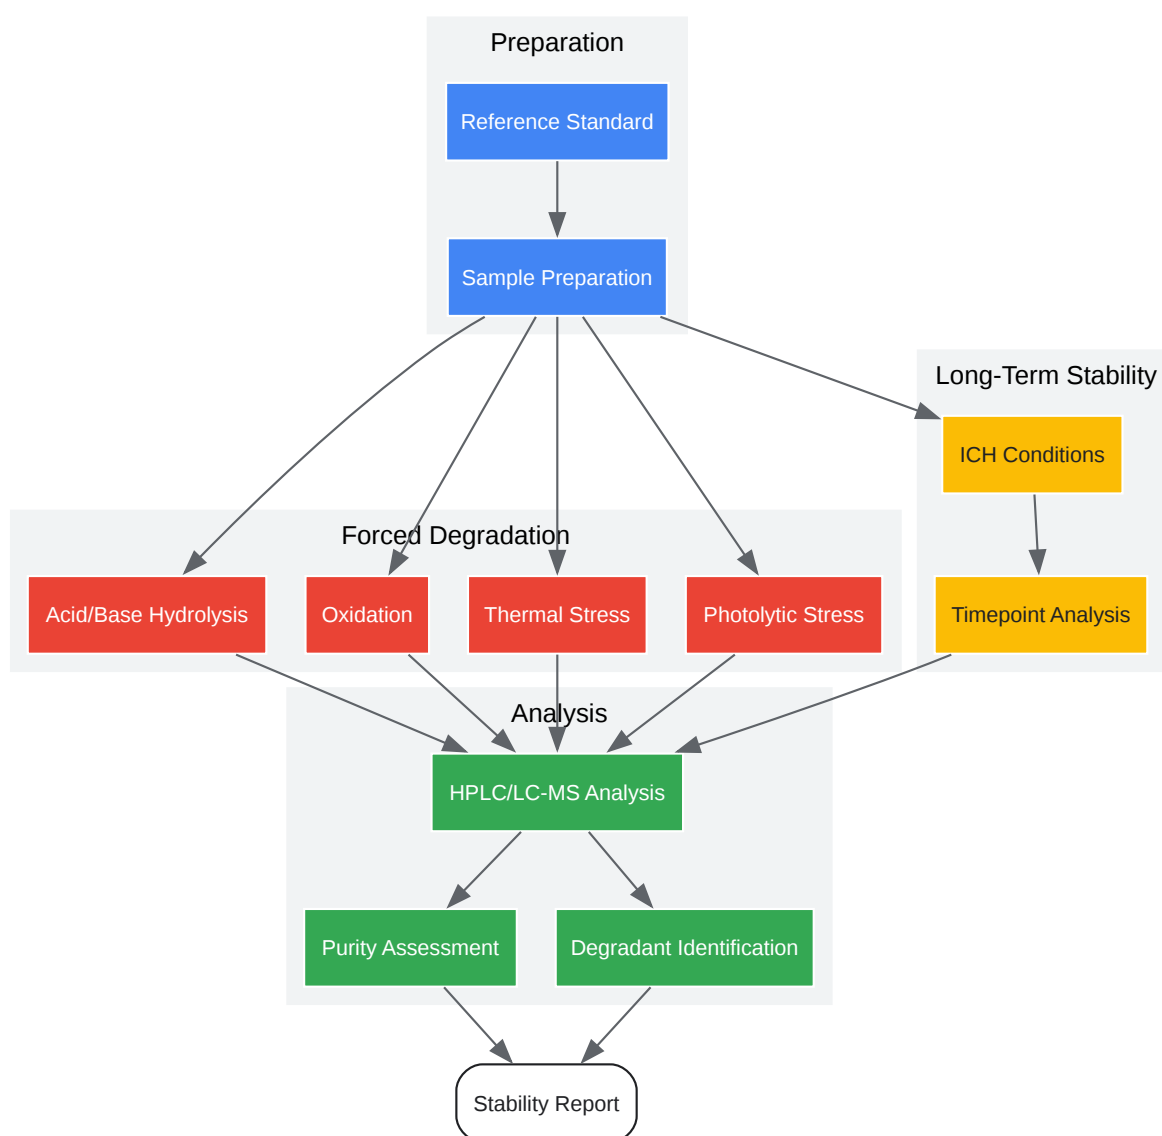 Preparation
Reference Standard
Sample Preparation
Long-Term Stability
ICH Conditions
Forced Degradation
Acid/Base Hydrolysis
Oxidation
Thermal Stress
Photolytic Stress
Timepoint Analysis
Analysis
HPLC/LC-MS Analysis
Purity Assessment
Degradant Identification
Stability Report